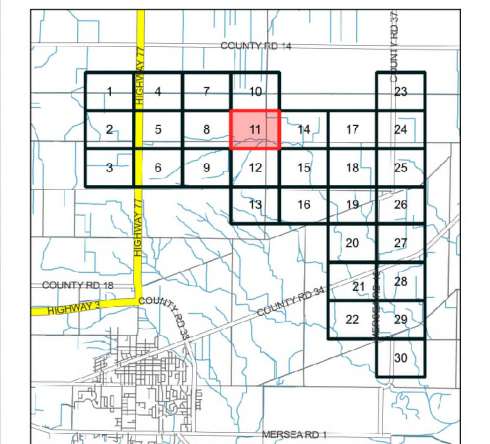 COUNTY RD 14
COUNTY RD 37
HIGHWAY 77
1 4 7 10 23
2 5 8 11 14 17 24
3 6 9 12 15 18 25
13 16 19 26
HIGHWAY 77
20 27
COUNTY RD 18
21 28
HIGHWAY 3
COUNTY RD 33
COUNTY RD 34
22 29
30
MERSEA RD 1